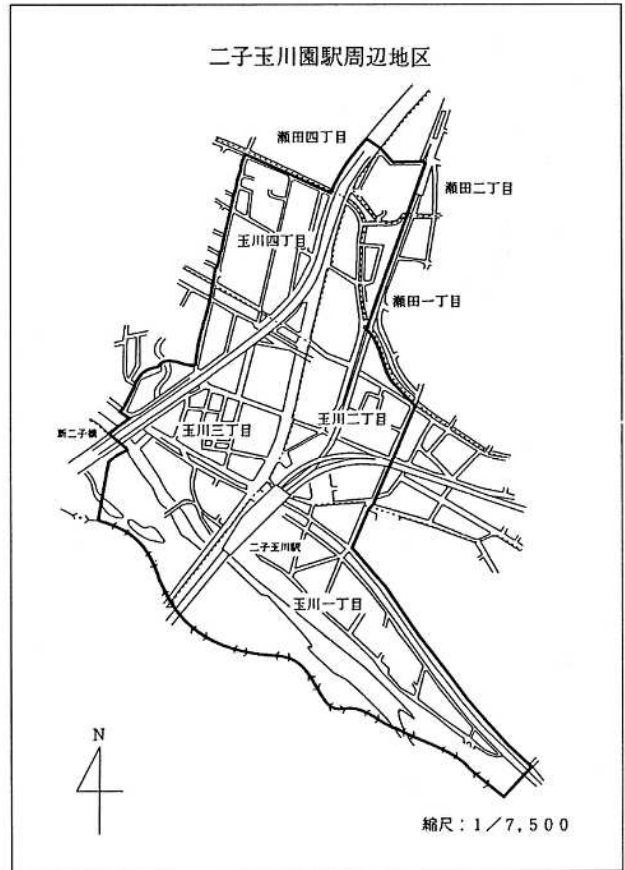 二子玉川園駅周辺地区
瀬田四丁目
瀬田二丁目
玉川四丁目
瀬田一丁目
玉川三丁目
玉川二丁目
新二子橋
二子玉川駅
玉川一丁目
N
縮尺：1／7,500